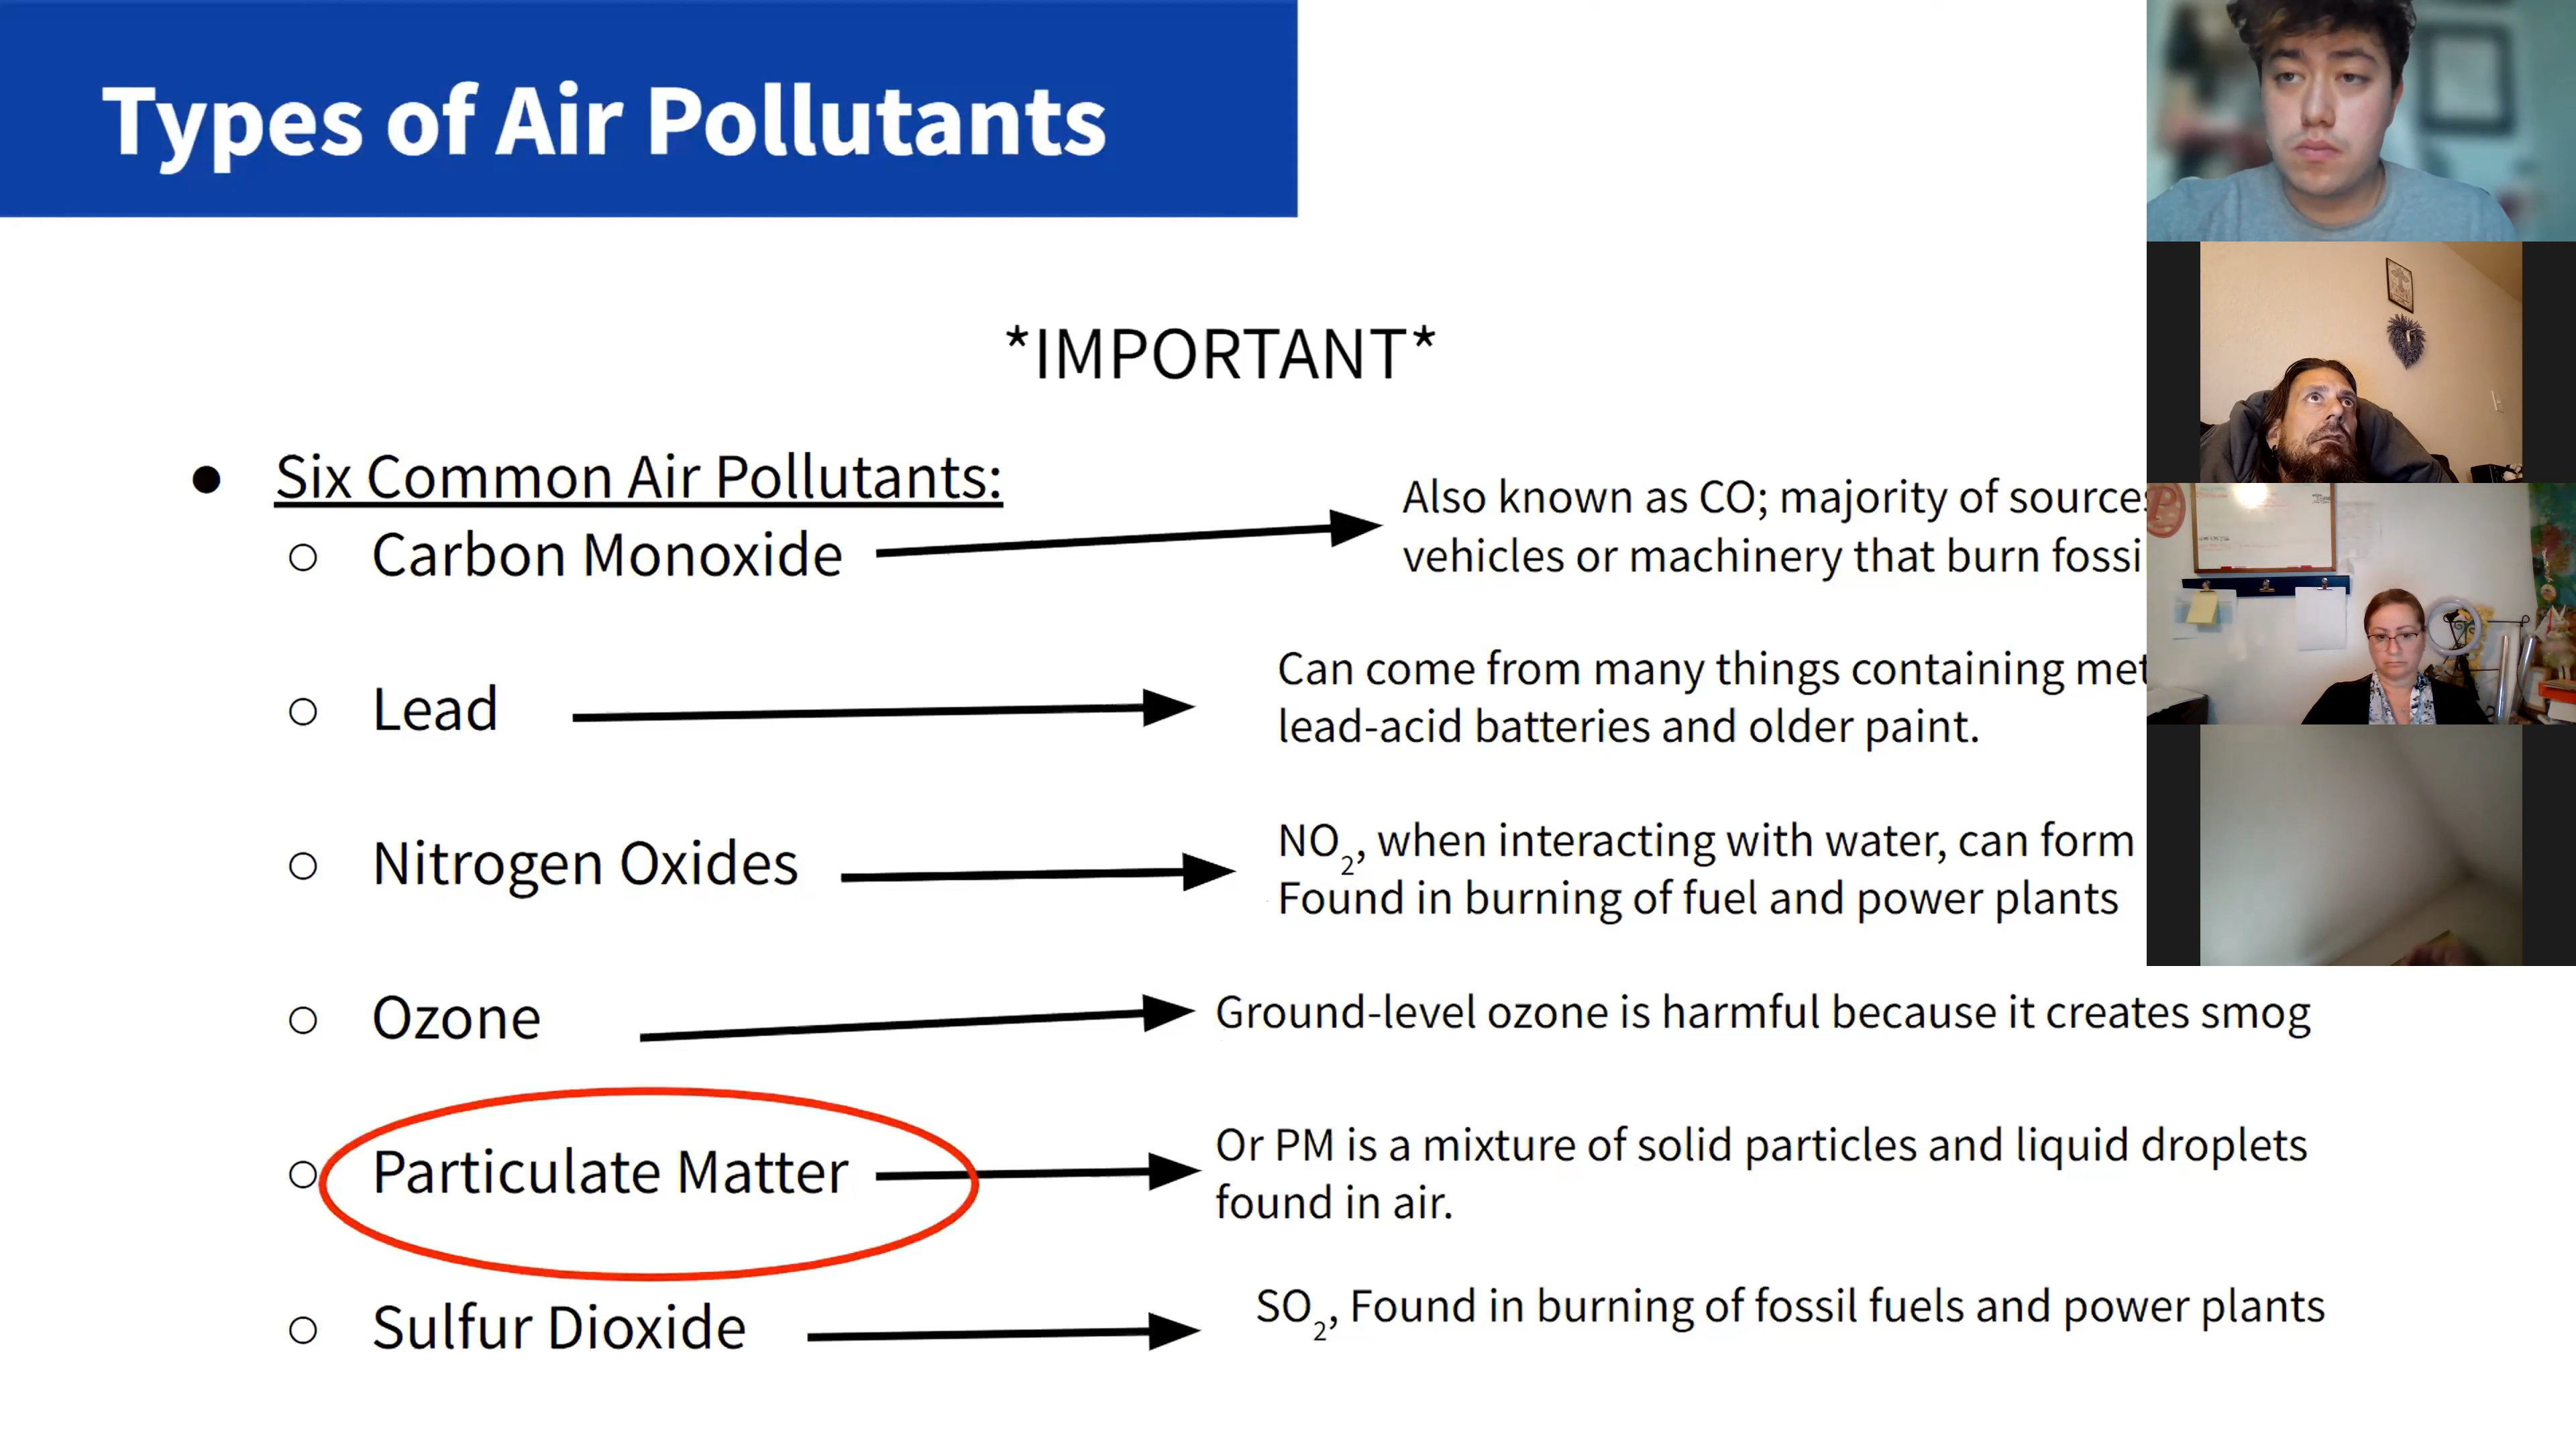 Types of Air Pollutants
*IMPORTANT*
● Six Common Air Pollutants:
○ Carbon Monoxide
Also known as CO; majority of sources
vehicles or machinery that burn
○ Lead
Can come from many things containing
lead-acid batteries and older paint.
○ Nitrogen Oxides
NO₂, when interacting with water, can form
Found in burning of fuel and power plants
○ Ozone
Ground-level ozone is harmful because it creates smog
○ Particulate Matter
Or PM is a mixture of solid particles and liquid droplets
found in air.
○ Sulfur Dioxide
SO₂, Found in burning of fossil fuels and power plants